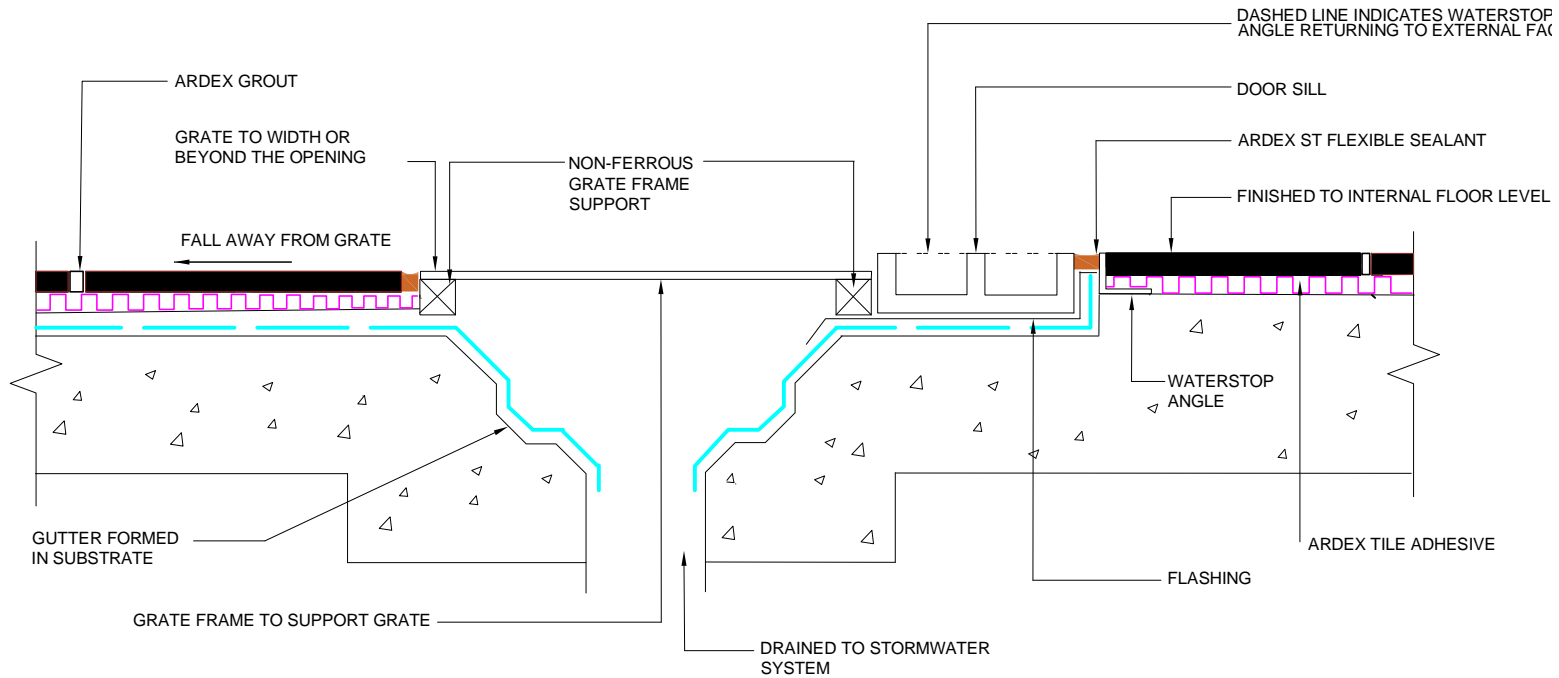 DASHED LINE INDICATES WATERSTOP
ANGLE RETURNING TO EXTERNAL
ARDEX GROUT
DOOR SILL
GRATE TO WIDTH OR
BEYOND THE OPENING
ARDEX ST FLEXIBLE SEALANT
NON-FERROUS
GRATE FRAME
SUPPORT
FINISHED TO INTERNAL FLOOR LEVEL
FALL AWAY FROM GRATE
WATERSTOP
ANGLE
GUTTER FORMED
IN SUBSTRATE
ARDEX TILE ADHESIVE
FLASHING
GRATE FRAME TO SUPPORT GRATE
DRAINED TO STORMWATER
SYSTEM